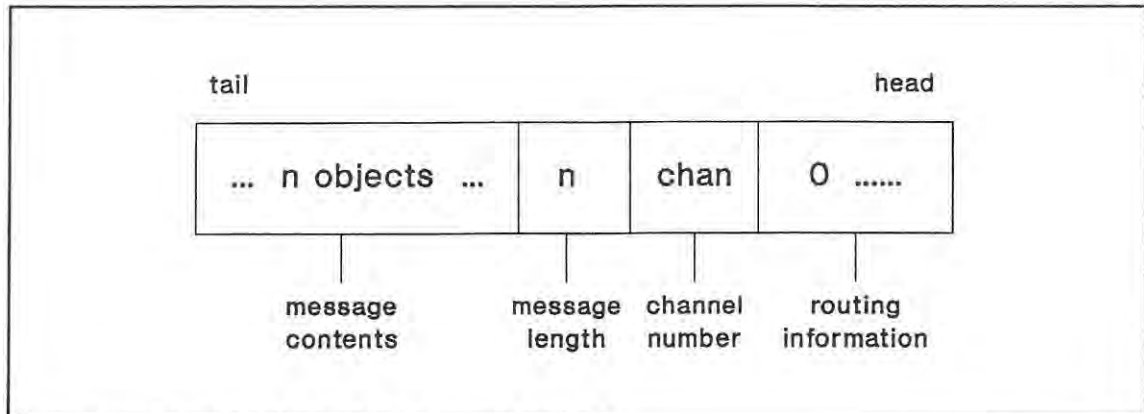 tail head
... n objects ... n chan 0 ......
message message channel routing
contents length number information